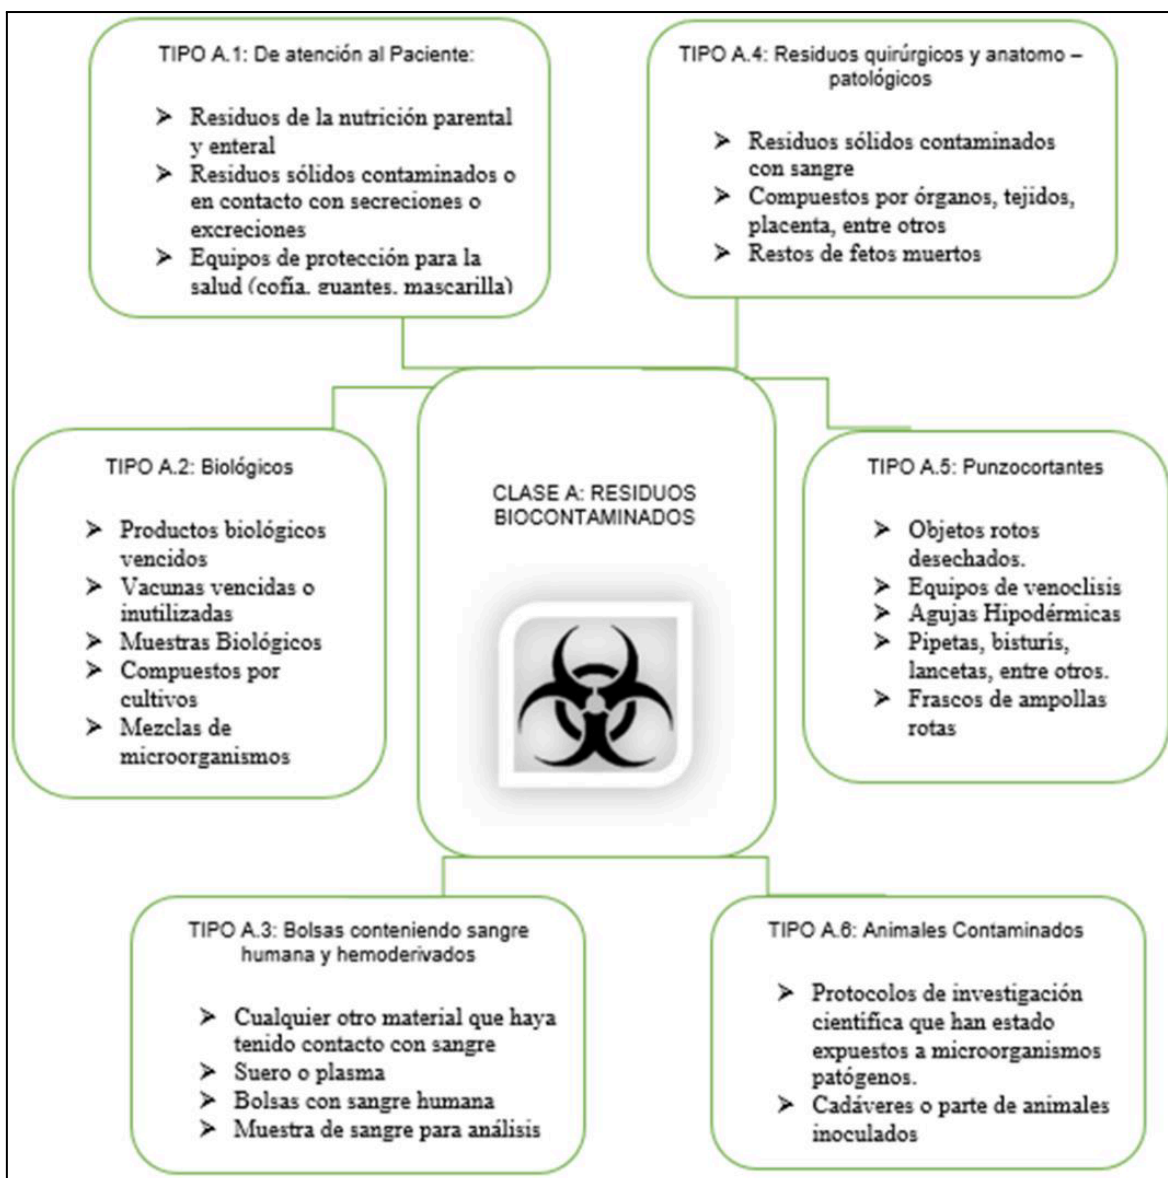 TIPO A.1: De atención al Paciente:
➤ Residuos de la nutrición parental
y enteral
➤ Residuos sólidos contaminados o
en contacto con secreciones o
excreciones
➤ Equipos de protección para la
salud (cofia, guantes, mascarilla)
TIPO A.4: Residuos quirúrgicos y anatomo –
patológicos
➤ Residuos sólidos contaminados
con sangre
➤ Compuestos por órganos, tejidos,
placenta, entre otros
➤ Restos de fetos muertos
TIPO A.2: Biológicos
➤ Productos biológicos
vencidos
➤ Vacunas vencidas o
inutilizadas
➤ Muestras Biológicos
➤ Compuestos por
cultivos
➤ Mezclas de
microorganismos
CLASE A: RESIDUOS
BIOCONTAMINADOS
TIPO A.5: Punzocortantes
➤ Objetos rotos
desechados.
➤ Equipos de venoclisis
➤ Agujas Hipodérmicas
➤ Pipetas, bisturís,
lancetas, entre otros.
➤ Frascos de ampollas
rotas
TIPO A.3: Bolsas conteniendo sangre
humana y hemoderivados
➤ Cualquier otro material que haya
tenido contacto con sangre
➤ Suero o plasma
➤ Bolsas con sangre humana
➤ Muestra de sangre para análisis
TIPO A.6: Animales Contaminados
➤ Protocolos de investigación
científica que han estado
expuestos a microorganismos
patógenos.
➤ Cadáveres o parte de animales
inoculados